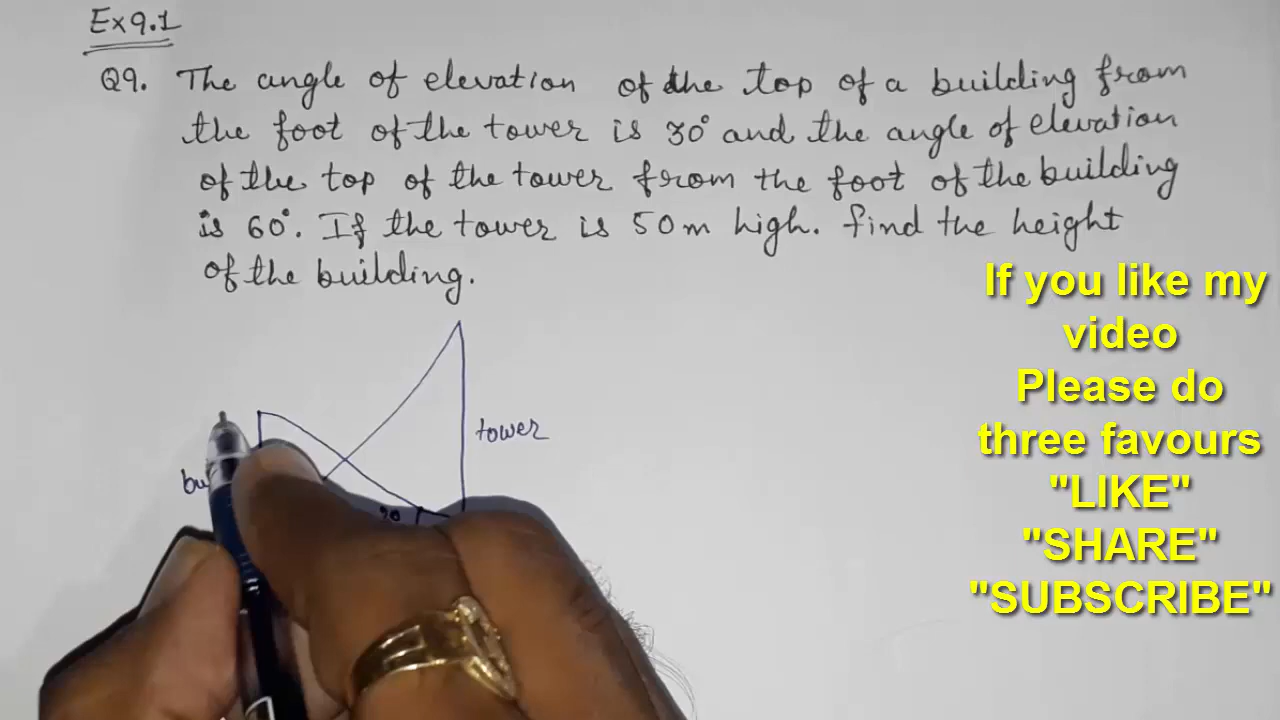 Ex 9.1
Q9. The angle of elevation of the top of a building from
the foot of the tower is 30° and the angle of elevation
of the top of the tower from the foot of the building
is 60°. If the tower is 50m high. find the height
of the building.
If you like my
video
Please do
three favours
"LIKE"
"SHARE"
"SUBSCRIBE"
tower